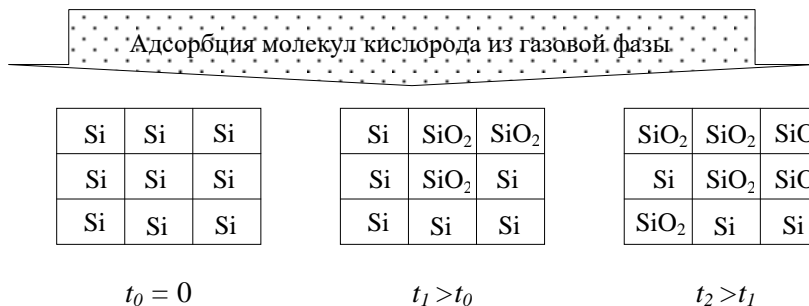 Адсорбция молекул кислорода из газовой фазы
Si Si Si Si SiO₂ SiO₂ SiO₂ SiO₂
Si Si Si Si SiO₂ Si Si SiO₂
Si Si Si Si Si Si SiO₂ Si Si
t₀ = 0 t₁ >t₀ t₂ >t₁